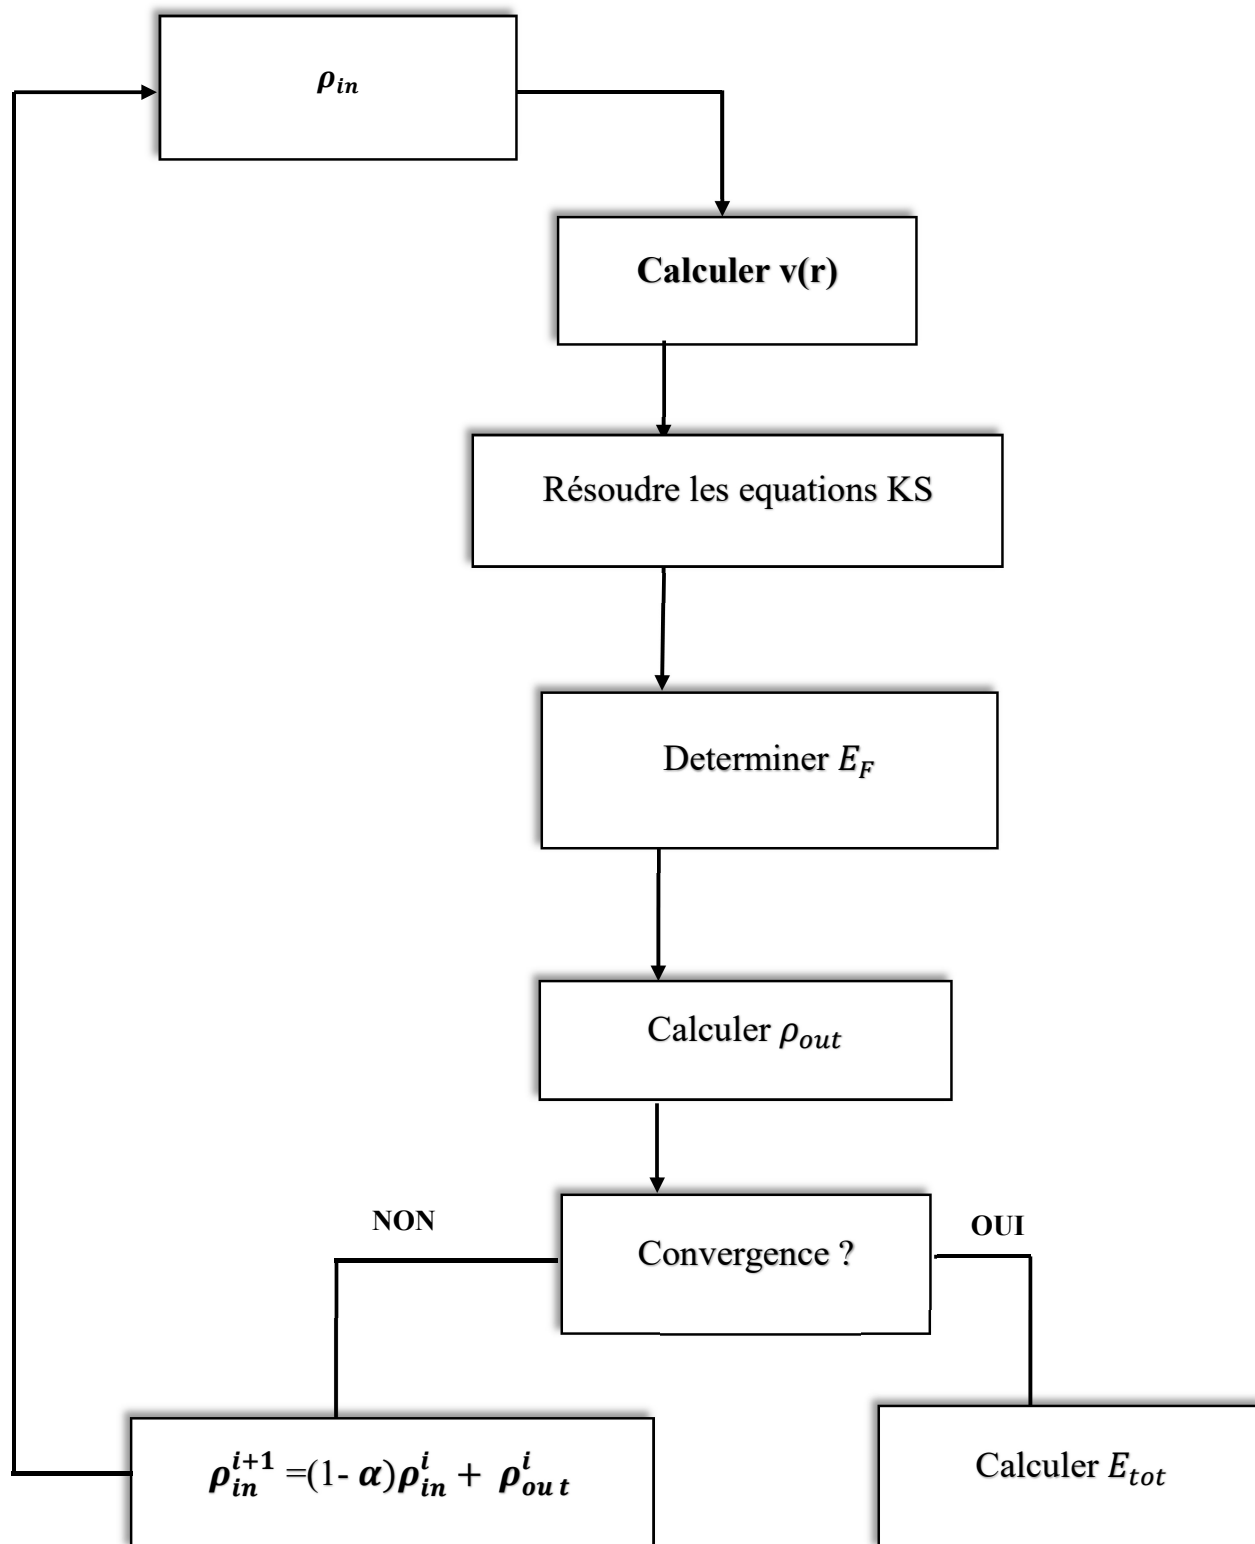 ρ_in
Calculer v(r)
Résoudre les equations KS
Determiner E_F
Calculer ρ_out
Convergence ?
NON
OUI
ρ_in^{i+1} =(1- α)ρ_in^i + ρ_out^i
Calculer E_tot